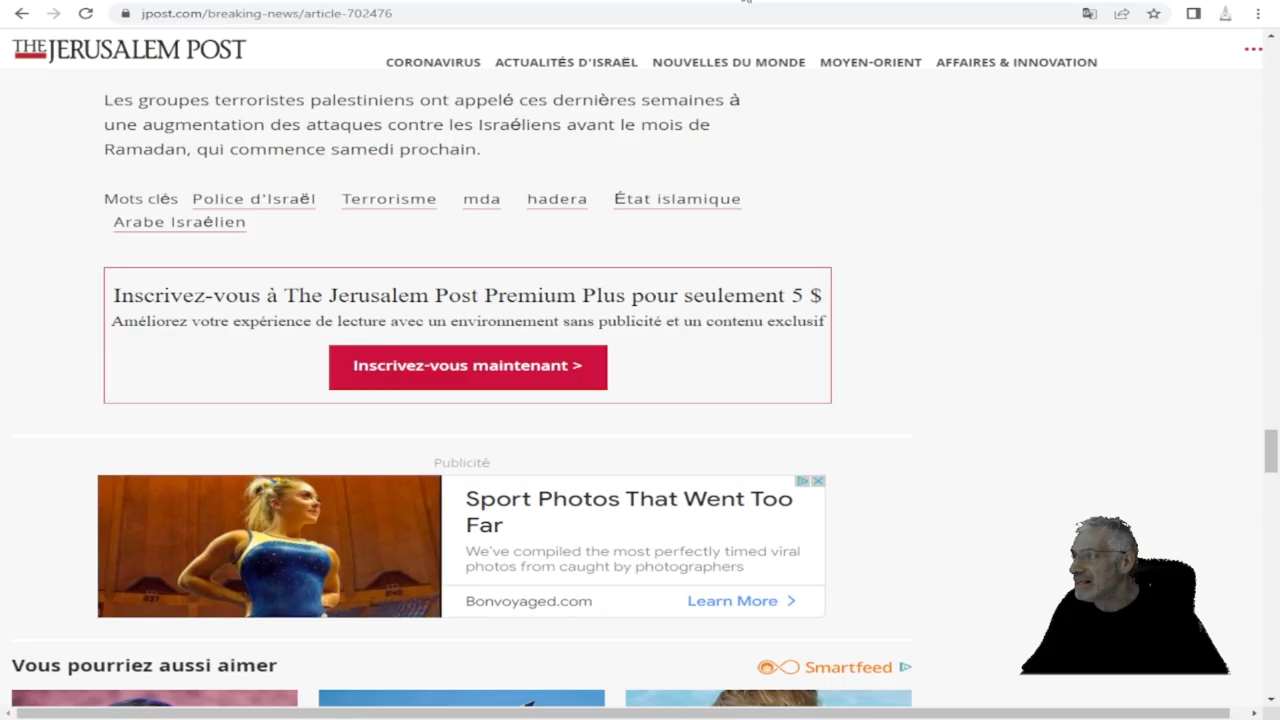 jpost.com/breaking-news/article-702476
THE JERUSALEM POST
CORONAVIRUS ACTUALITÉS D'ISRAËL NOUVELLES DU MONDE MOYEN-ORIENT AFFAIRES & INNOVATION
Les groupes terroristes palestiniens ont appelé ces dernières semaines à
une augmentation des attaques contre les Israéliens avant le mois de
Ramadan, qui commence samedi prochain.
Mots clés Police d'Israël Terrorisme mda hadera État islamique
Arabe Israélien
Inscrivez-vous à The Jerusalem Post Premium Plus pour seulement 5 $
Améliorez votre expérience de lecture avec un environnement sans publicité et un contenu exclusif
Inscrivez-vous maintenant >
Publicité
Sport Photos That Went Too
Far
We've compiled the most perfectly timed viral
photos from caught by photographers
Bonvoyaged.com Learn More >
Vous pourriez aussi aimer
Smartfeed